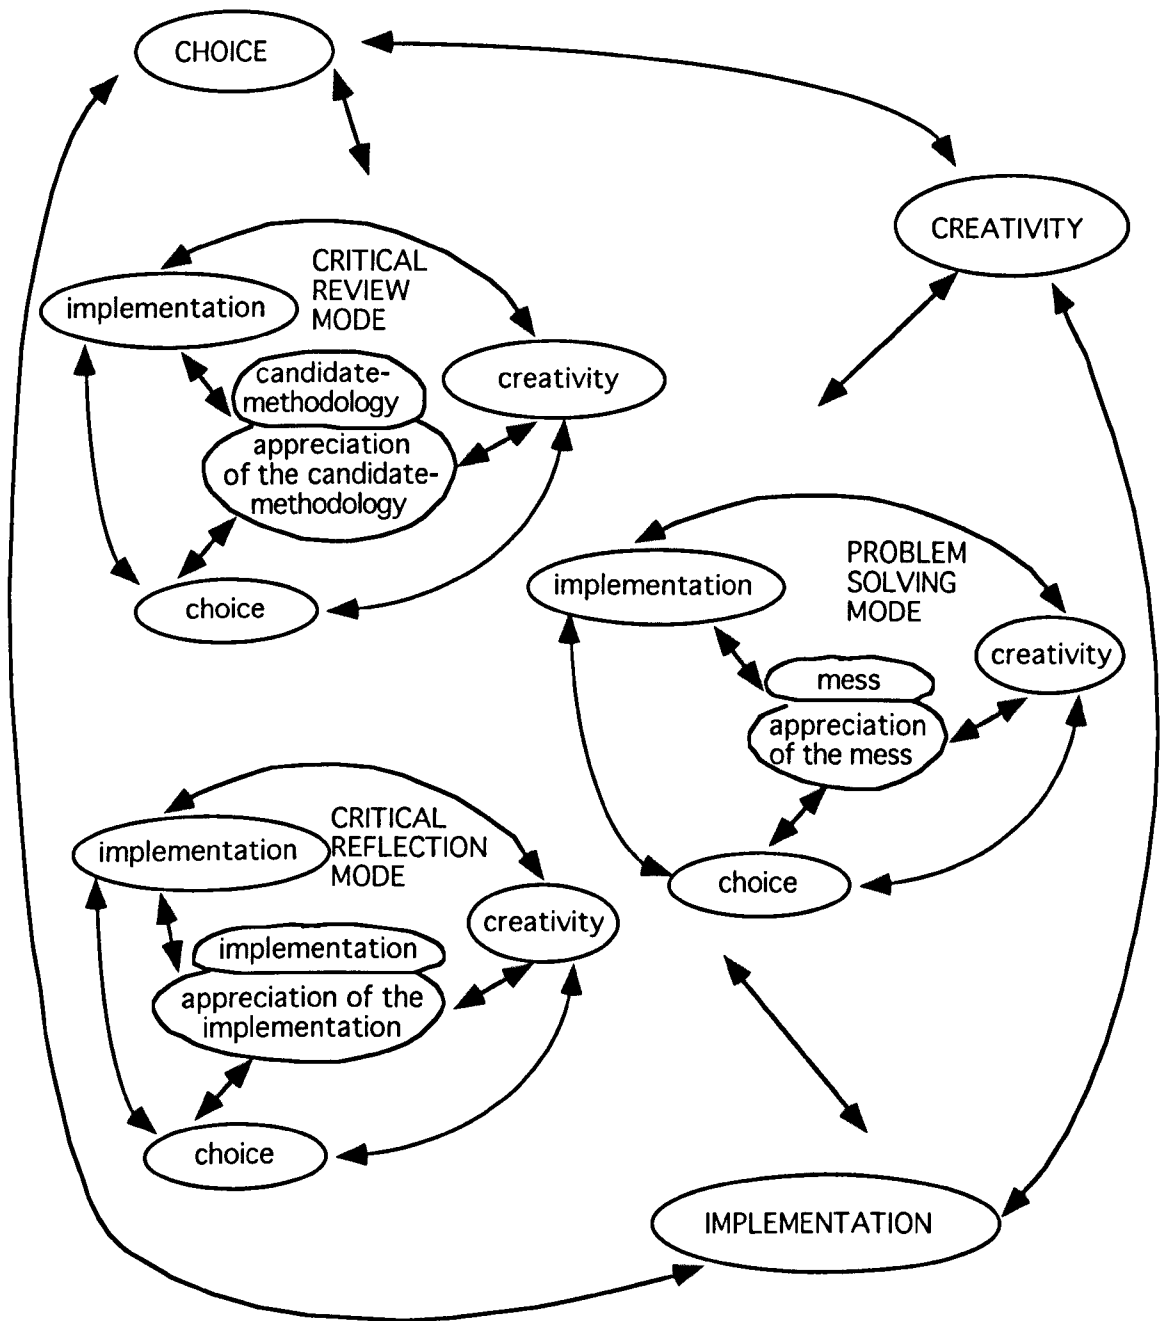 CHOICE
CREATIVITY
CRITICAL
REVIEW
MODE
implementation
candidate-
methodology
creativity
appreciation
of the candidate-
methodology
choice
PROBLEM
SOLVING
MODE
implementation
creativity
mess
appreciation
of the mess
choice
CRITICAL
REFLECTION
MODE
implementation
creativity
implementation
appreciation of the
implementation
choice
IMPLEMENTATION